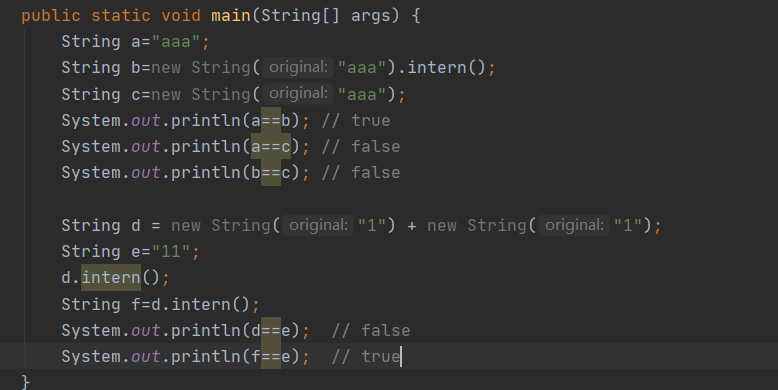 public static void main(String[] args) {
    String a="aaa";
    String b=new String( original: "aaa").intern();
    String c=new String( original: "aaa");
    System.out.println(a==b); // true
    System.out.println(a==c); // false
    System.out.println(b==c); // false

    String d = new String( original: "1") + new String( original: "1");
    String e="11";
    d.intern();
    String f=d.intern();
    System.out.println(d==e);  // false
    System.out.println(f==e);  // true
}